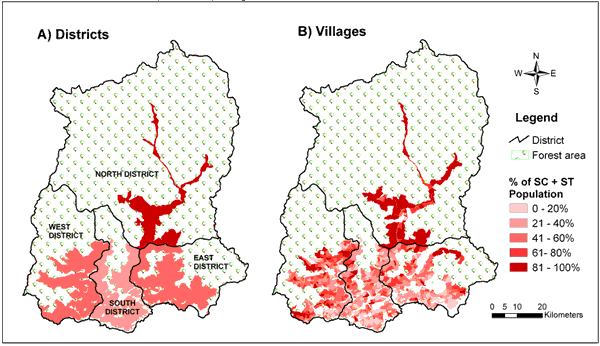 A) Districts
B) Villages
N
W E
S
Legend
District
Forest area
% of SC + ST
Population
0 - 20%
21 - 40%
41 - 60%
61- 80%
81 - 100%
NORTH DISTRICT
WEST
DISTRICT
EAST
DISTRICT
SOUTH
DISTRICT
0 5 10 20
Kilometers